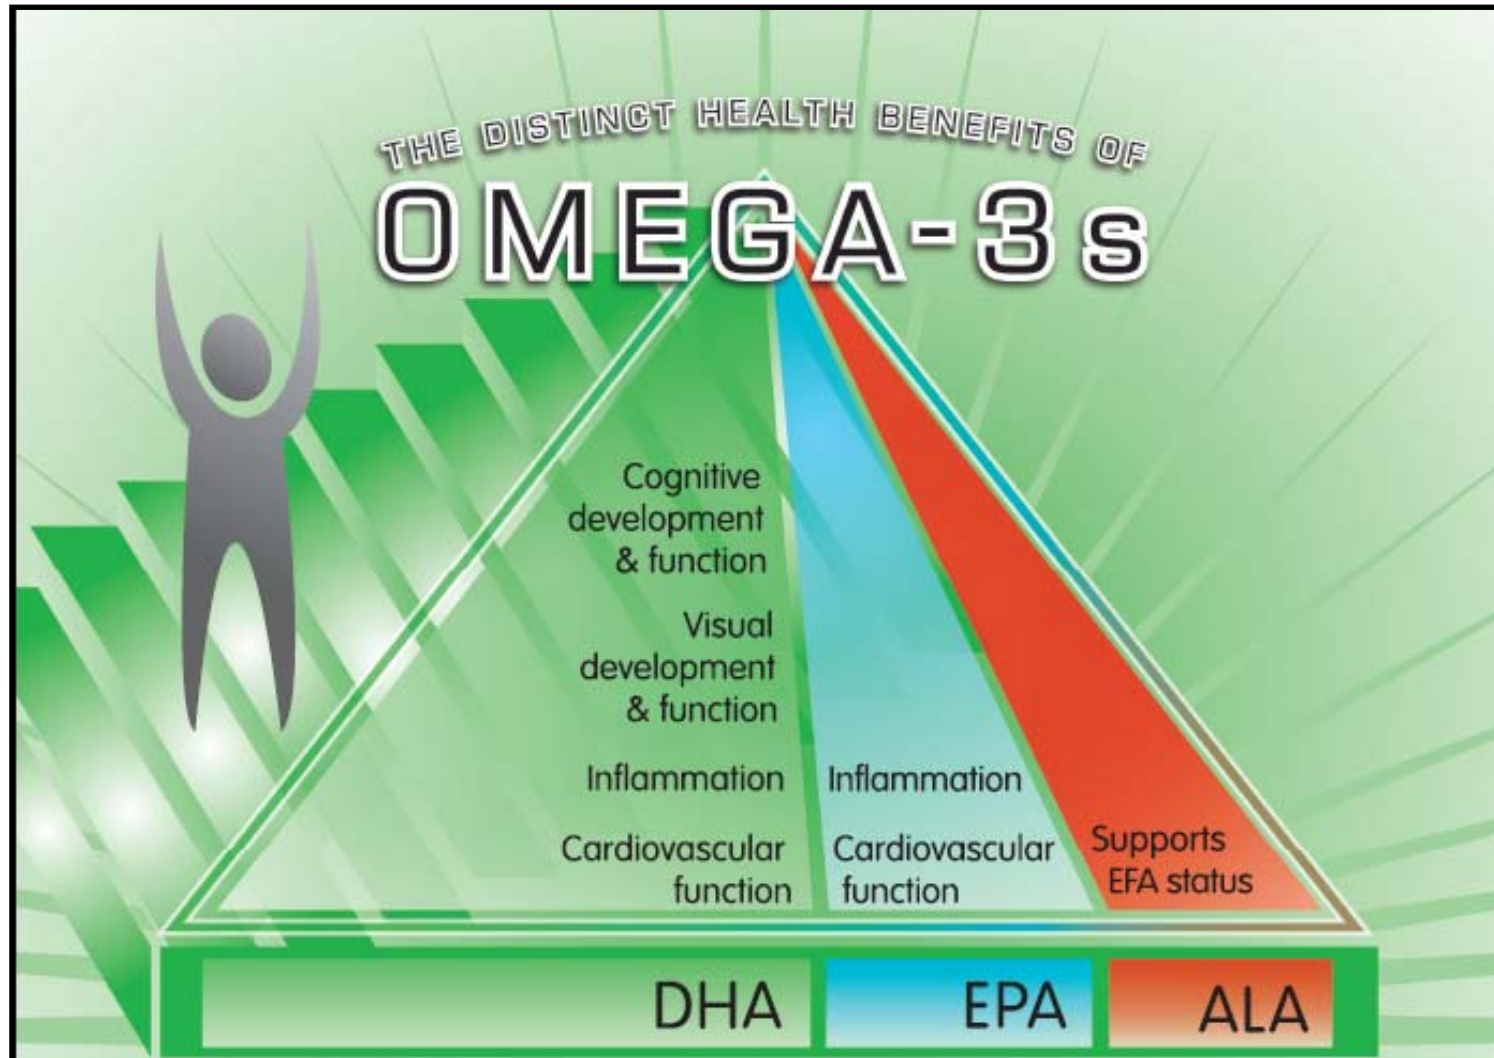 THE DISTINCT HEALTH BENEFITS OF
OMEGA-3s
Cognitive
development
& function
Visual
development
& function
Inflammation
Cardiovascular
function
Inflammation
Cardiovascular
function
Supports
EFA status
DHA
EPA
ALA